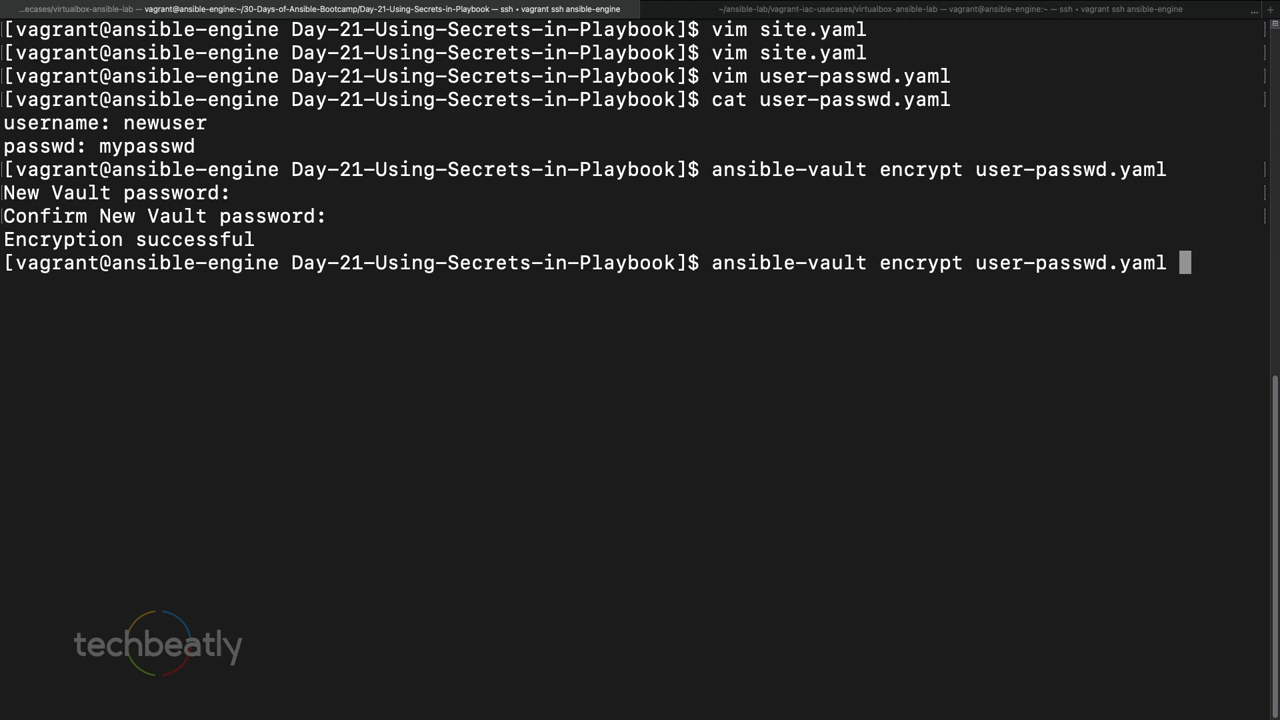 ...ecases/virtualbox-ansible-lab — vagrant@ansible-engine:~/30-Days-of-Ansible-Bootcamp/Day-21-Using-Secrets-in-Playbook — ssh • vagrant ssh ansible-engine
~/ansible-lab/vagrant-iac-usecases/virtualbox-ansible-lab — vagrant@ansible-engine:~ — ssh • vagrant ssh ansible-engine
[vagrant@ansible-engine Day-21-Using-Secrets-in-Playbook]$ vim site.yaml
[vagrant@ansible-engine Day-21-Using-Secrets-in-Playbook]$ vim site.yaml
[vagrant@ansible-engine Day-21-Using-Secrets-in-Playbook]$ vim user-passwd.yaml
[vagrant@ansible-engine Day-21-Using-Secrets-in-Playbook]$ cat user-passwd.yaml
username: newuser
passwd: mypasswd
[vagrant@ansible-engine Day-21-Using-Secrets-in-Playbook]$ ansible-vault encrypt user-passwd.yaml
New Vault password:
Confirm New Vault password:
Encryption successful
[vagrant@ansible-engine Day-21-Using-Secrets-in-Playbook]$ ansible-vault encrypt user-passwd.yaml
techbeatly